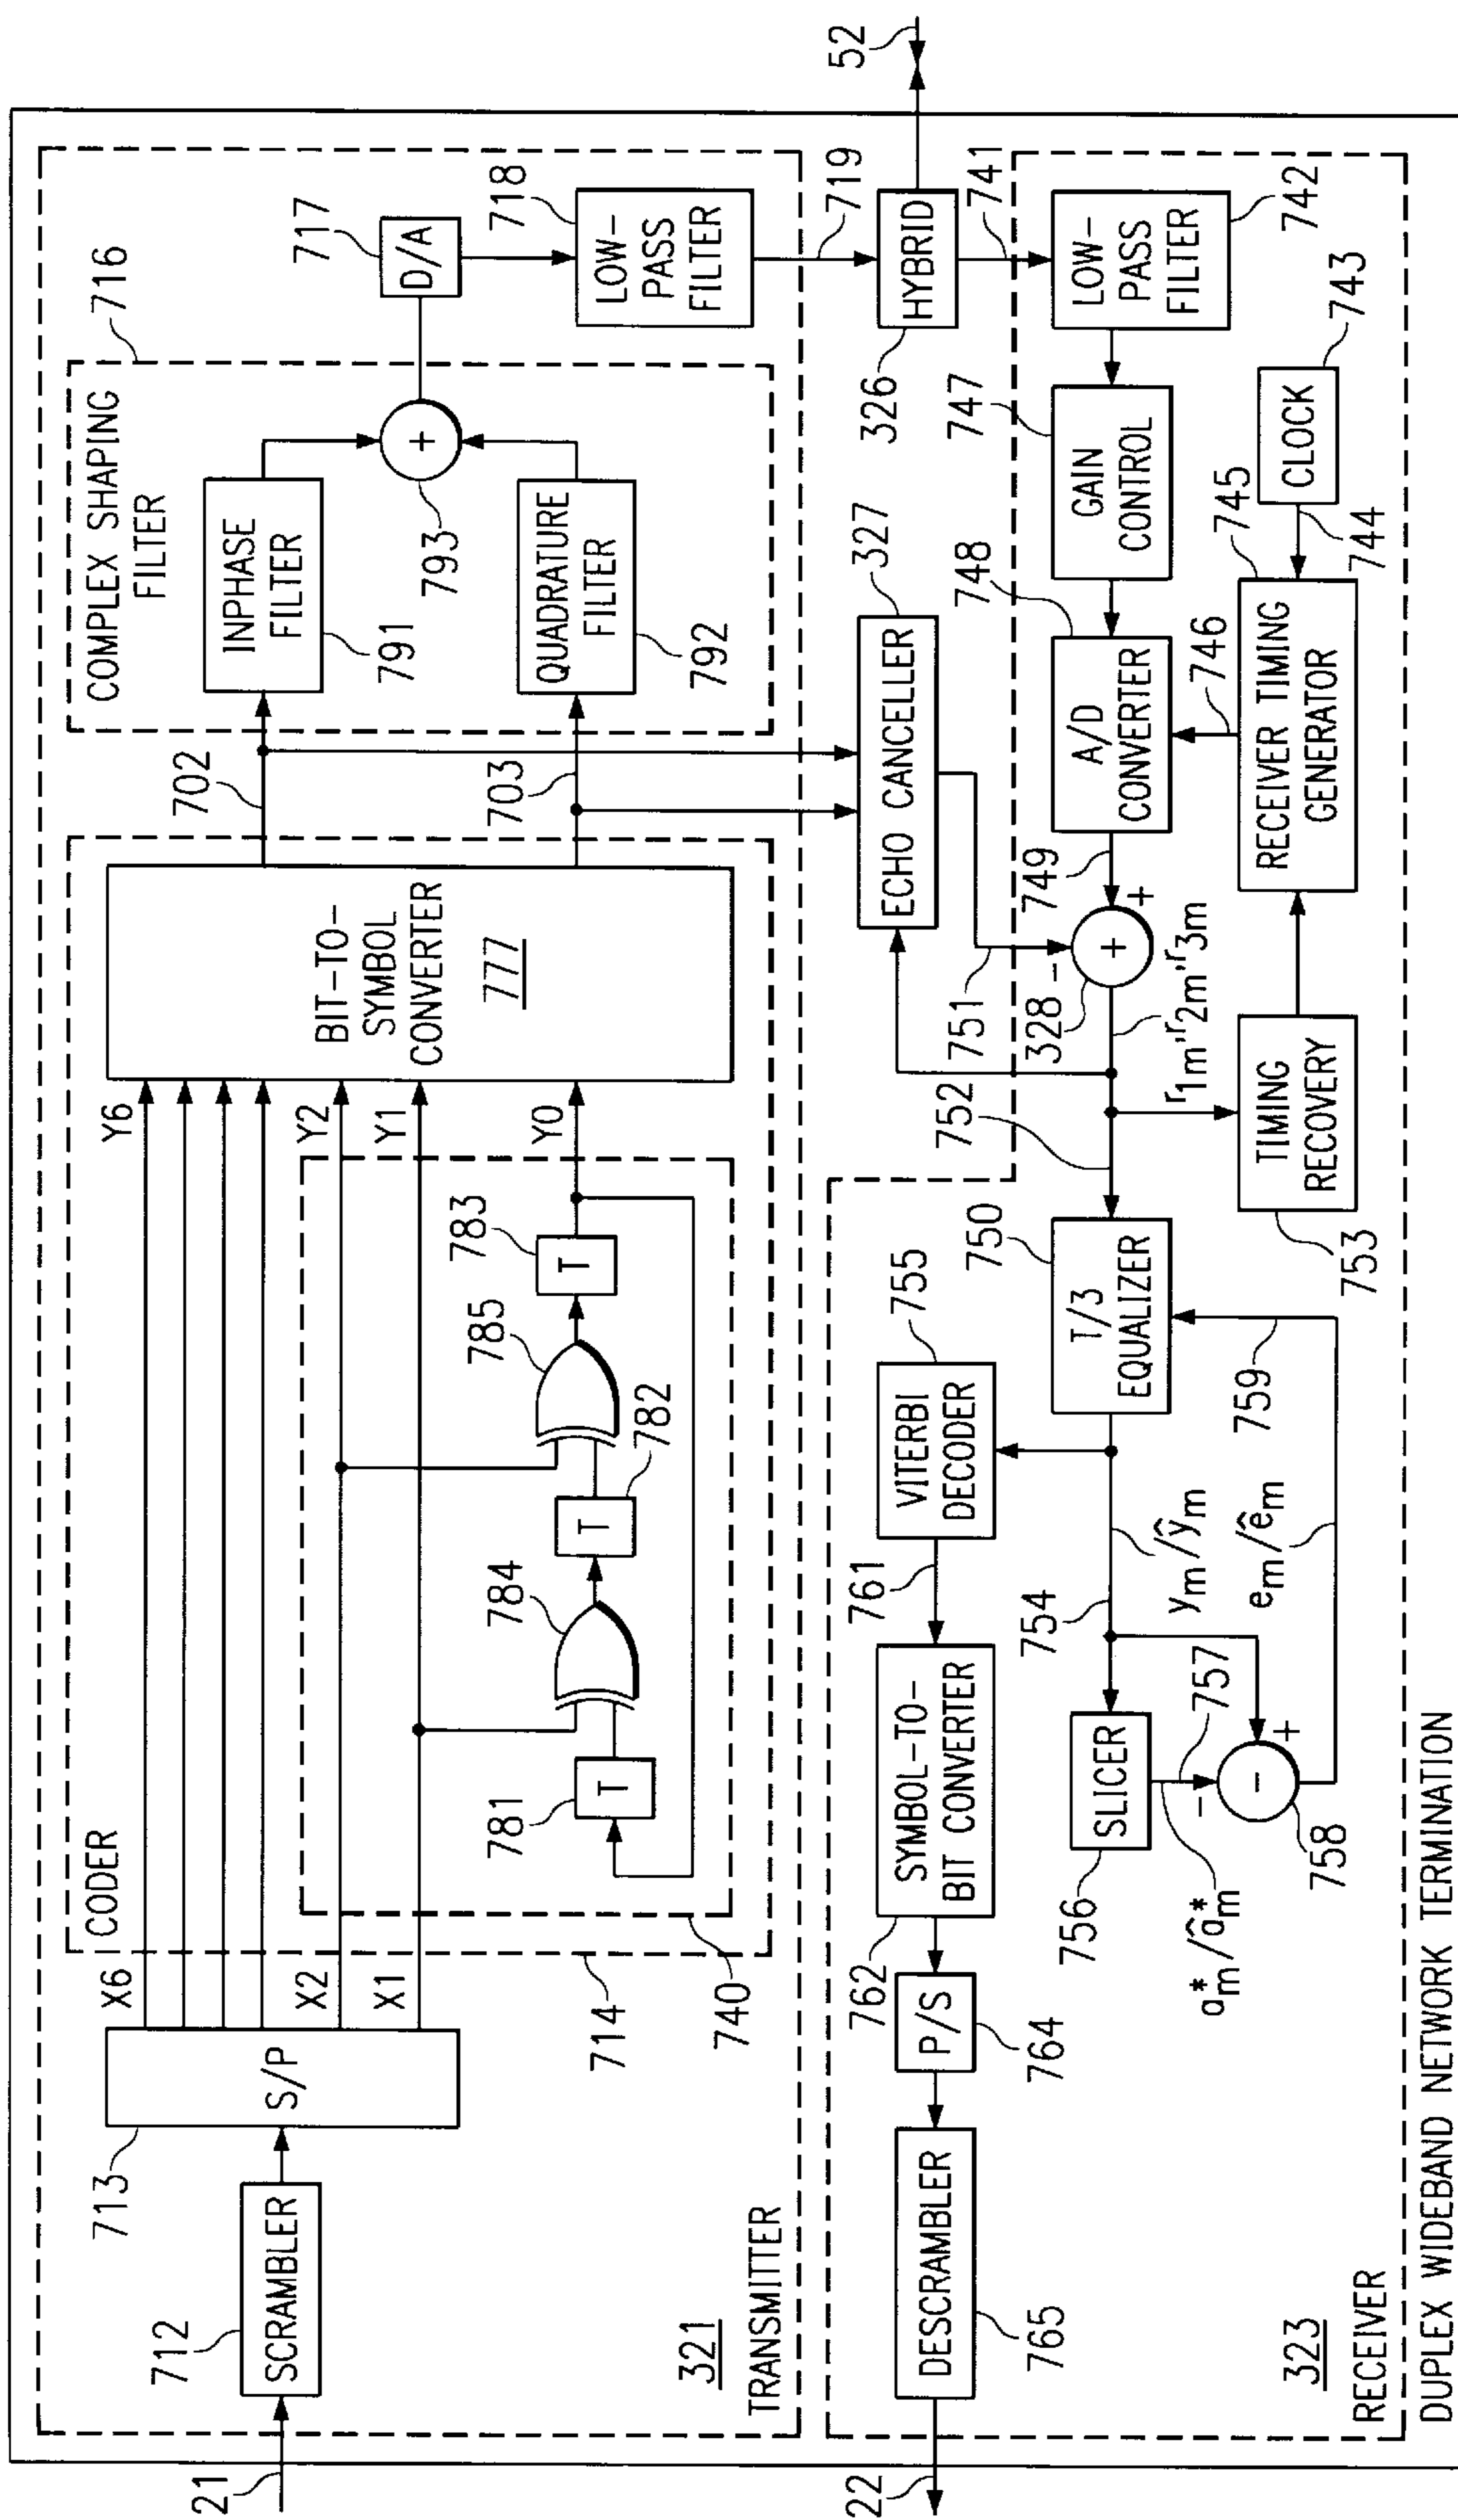 21
712
SCRAMBLER
713
S/P
X6
X2
X1
714
740
CODER
781
T
784
782
T
785
783
T
Y6
Y2
Y1
Y0
BIT-TO-
SYMBOL
CONVERTER
777
702
703
COMPLEX SHAPING
FILTER
716
INPHASE
FILTER
791
793
+
QUADRATURE
FILTER
792
717
D/A
718
LOW-
PASS
FILTER
719
321
TRANSMITTER
HYBRID
326
52
741
ECHO CANCELLER
327
751
LOW-
PASS
FILTER
742
747
GAIN
CONTROL
748
A/D
CONVERTER
746
745
RECEIVER TIMING
GENERATOR
744
CLOCK
743
749
328
+
+
-
r1m,r2m,r3m
752
TIMING
RECOVERY
753
750
T/3
EQUALIZER
759
755
VITERBI
DECODER
761
754
ym/ŷm
em/êm
SYMBOL-TO-
BIT CONVERTER
762
SLICER
756
757
-
-
+
758
a*m/â*m
P/S
764
DESCRAMBLER
765
22
323
RECEIVER
DUPLEX WIDEBAND NETWORK TERMINATION